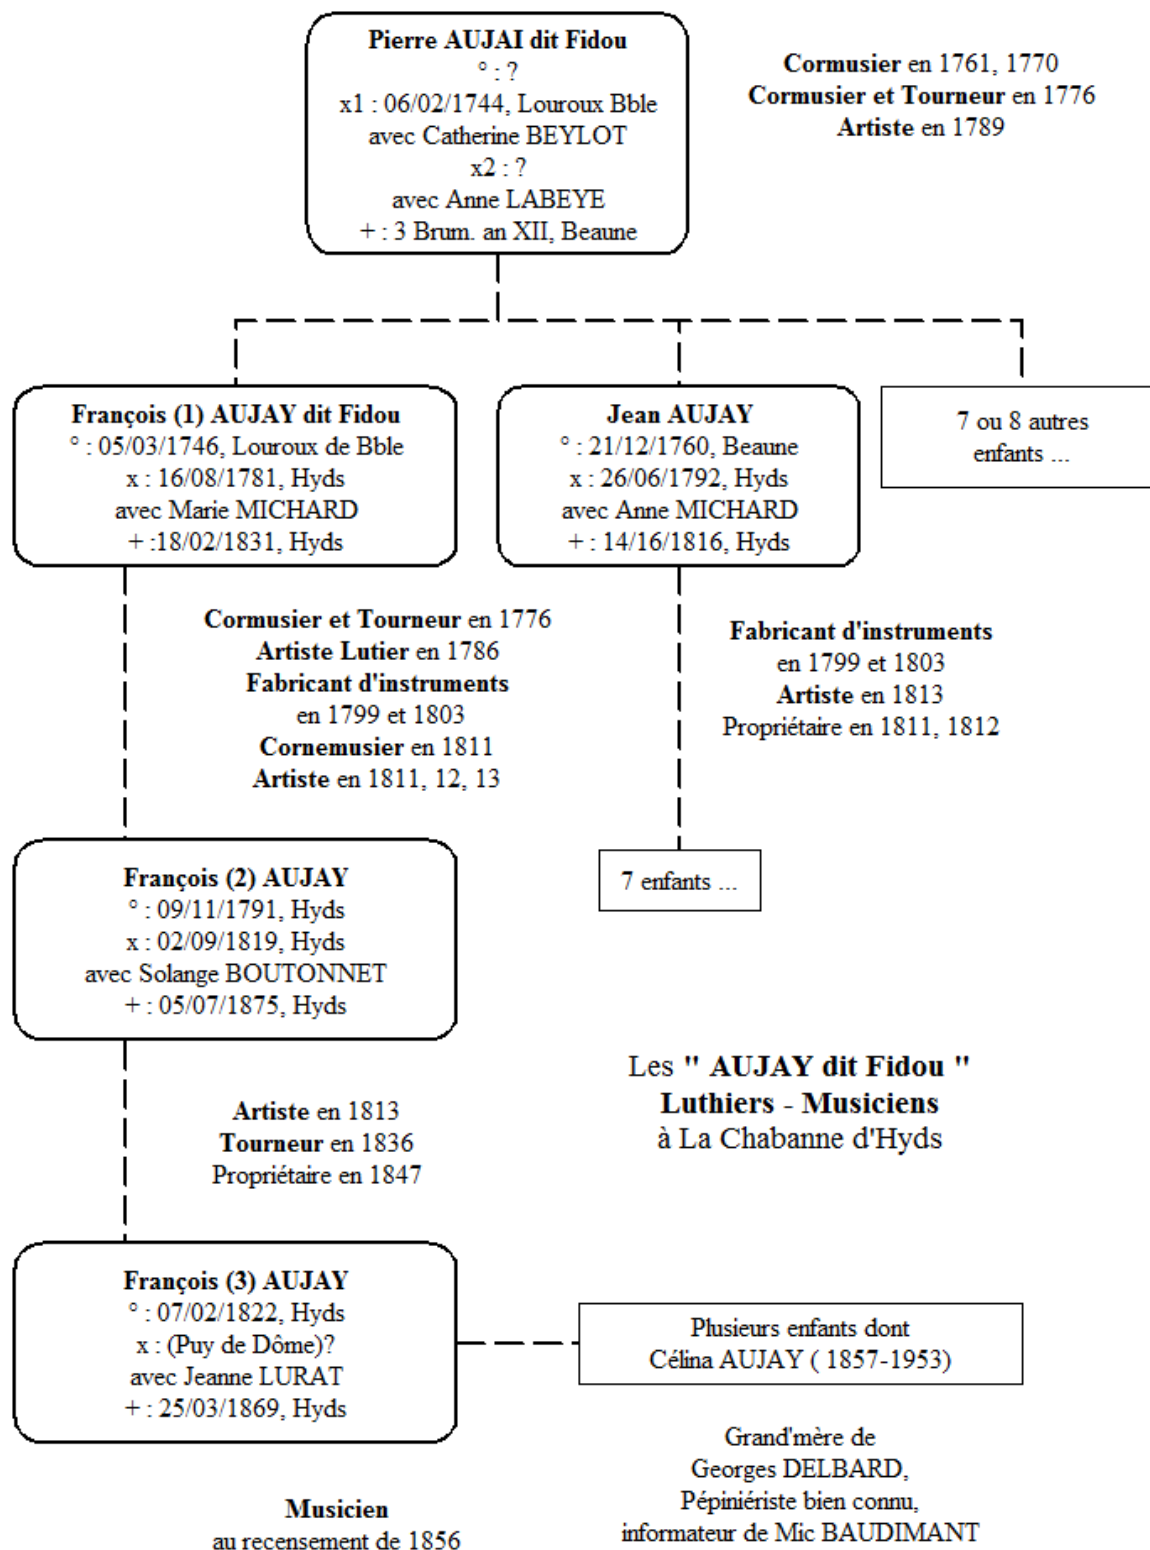 Pierre AUJAI dit Fidou
° : ?
x1 : 06/02/1744, Louroux Bble
avec Catherine BEYLOT
x2 : ?
avec Anne LABEYE
+ : 3 Brum. an XII, Beaune
Cormusier en 1761, 1770
Cormusier et Tourneur en 1776
Artiste en 1789
François (1) AUJAY dit Fidou
° : 05/03/1746, Louroux de Bble
x : 16/08/1781, Hyds
avec Marie MICHARD
+ :18/02/1831, Hyds
Jean AUJAY
° : 21/12/1760, Beaune
x : 26/06/1792, Hyds
avec Anne MICHARD
+ : 14/16/1816, Hyds
7 ou 8 autres
enfants ...
Cormusier et Tourneur en 1776
Artiste Lutier en 1786
Fabricant d'instruments
en 1799 et 1803
Cornemusier en 1811
Artiste en 1811, 12, 13
Fabricant d'instruments
en 1799 et 1803
Artiste en 1813
Propriétaire en 1811, 1812
François (2) AUJAY
° : 09/11/1791, Hyds
x : 02/09/1819, Hyds
avec Solange BOUTONNET
+ : 05/07/1875, Hyds
7 enfants ...
Artiste en 1813
Tourneur en 1836
Propriétaire en 1847
Les " AUJAY dit Fidou "
Luthiers - Musiciens
à La Chabanne d'Hyds
François (3) AUJAY
° : 07/02/1822, Hyds
x : (Puy de Dôme)?
avec Jeanne LURAT
+ : 25/03/1869, Hyds
Plusieurs enfants dont
Célina AUJAY ( 1857-1953)
Musicien
au recensement de 1856
Grand'mère de
Georges DELBARD,
Pépiniériste bien connu,
informateur de Mic BAUDIMANT